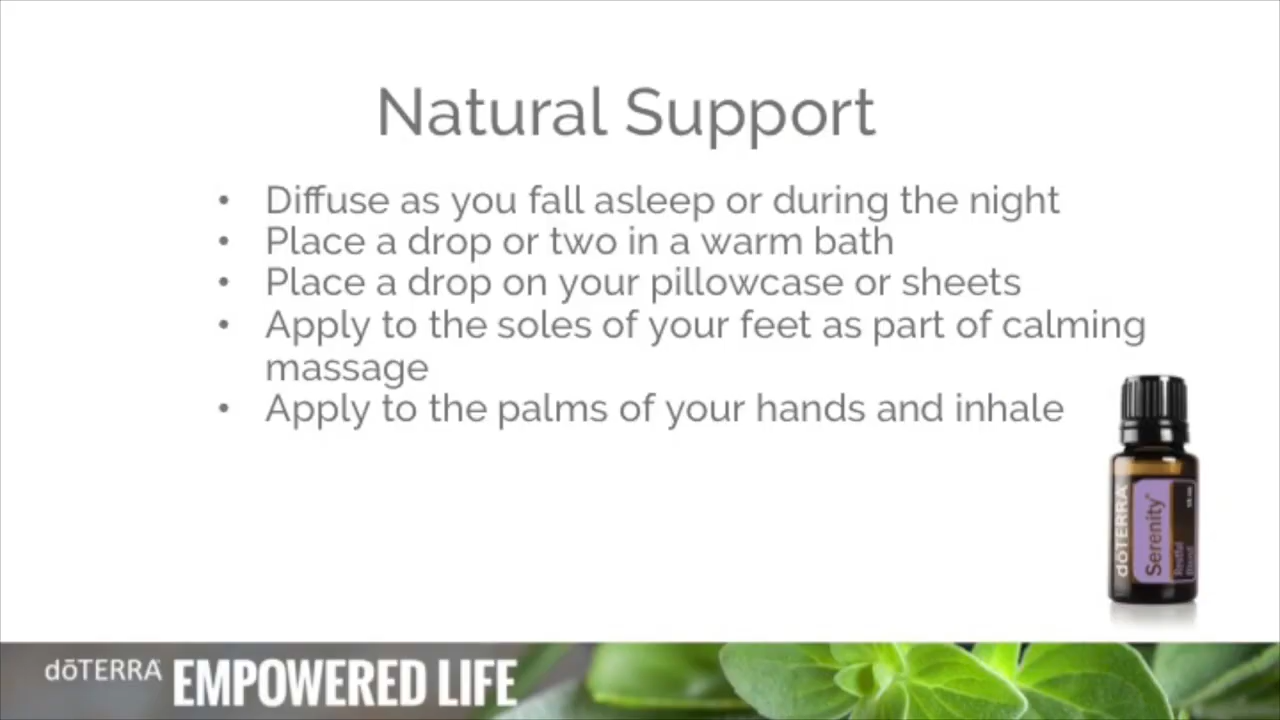 Natural Support
• Diffuse as you fall asleep or during the night
• Place a drop or two in a warm bath
• Place a drop on your pillowcase or sheets
• Apply to the soles of your feet as part of calming
massage
• Apply to the palms of your hands and inhale
dōTERRA
Serenity
Restful
Blend
dōTERRA EMPOWERED LIFE